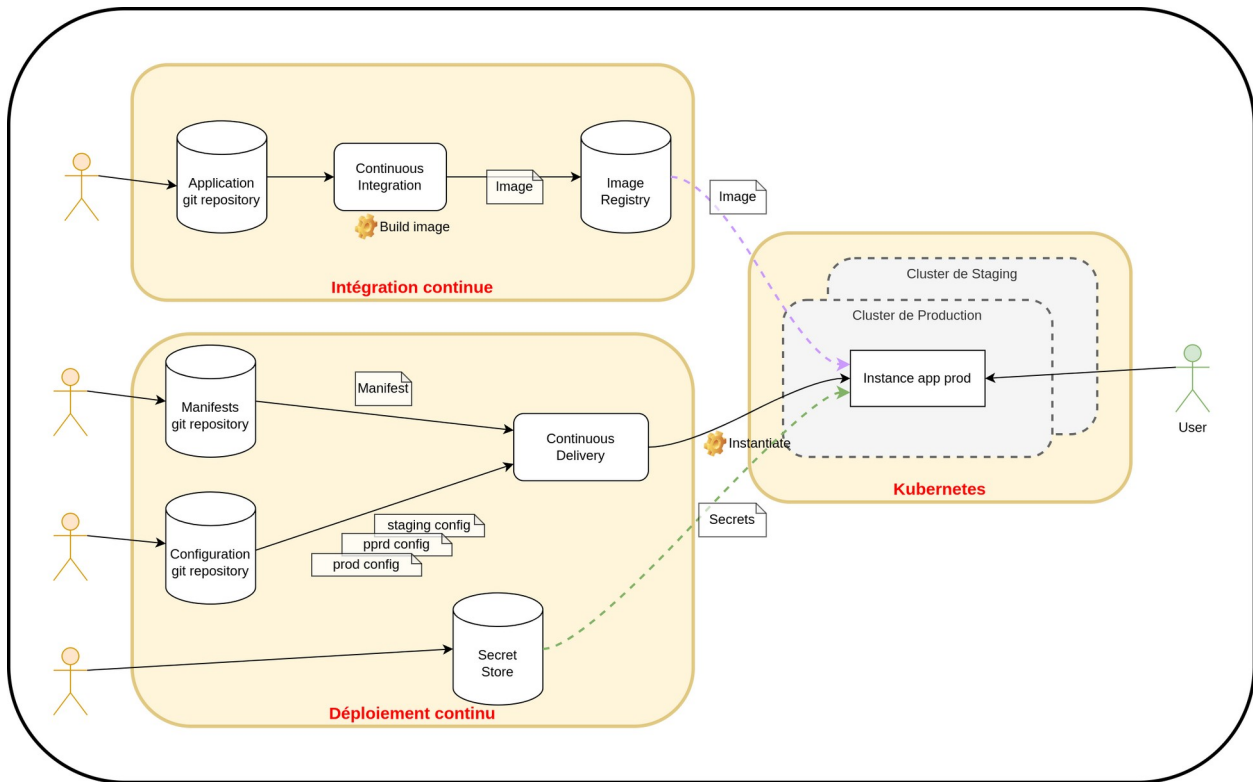 Application
git repository
Continuous
Integration
Build image
Image
Image
Registry
Image
Intégration continue
Cluster de Staging
Cluster de Production
Instance app prod
User
Kubernetes
Manifests
git repository
Manifest
Continuous
Delivery
Instantiate
Configuration
git repository
staging config
pprd config
prod config
Secrets
Secret
Store
Déploiement continu